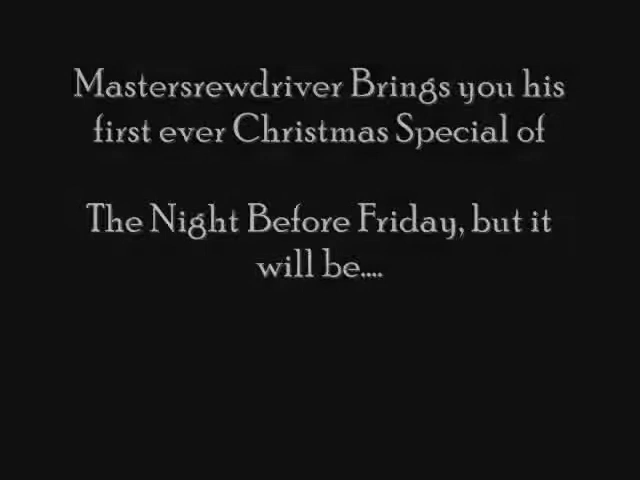 Mastersrewdriver Brings you his
first ever Christmas Special of
The Night Before Friday, but it
will be....